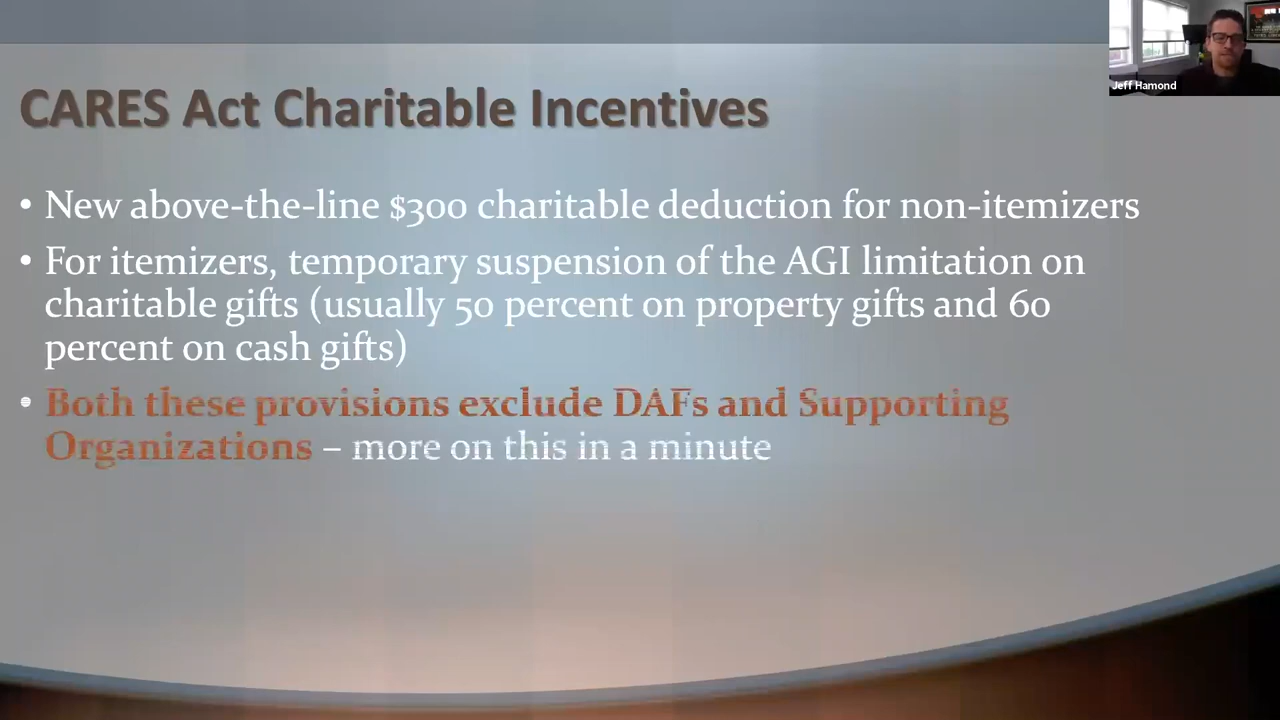 Jeff Hamond
CARES Act Charitable Incentives
• New above-the-line $300 charitable deduction for non-itemizers
• For itemizers, temporary suspension of the AGI limitation on
charitable gifts (usually 50 percent on property gifts and 60
percent on cash gifts)
• Both these provisions exclude DAFs and Supporting
Organizations – more on this in a minute